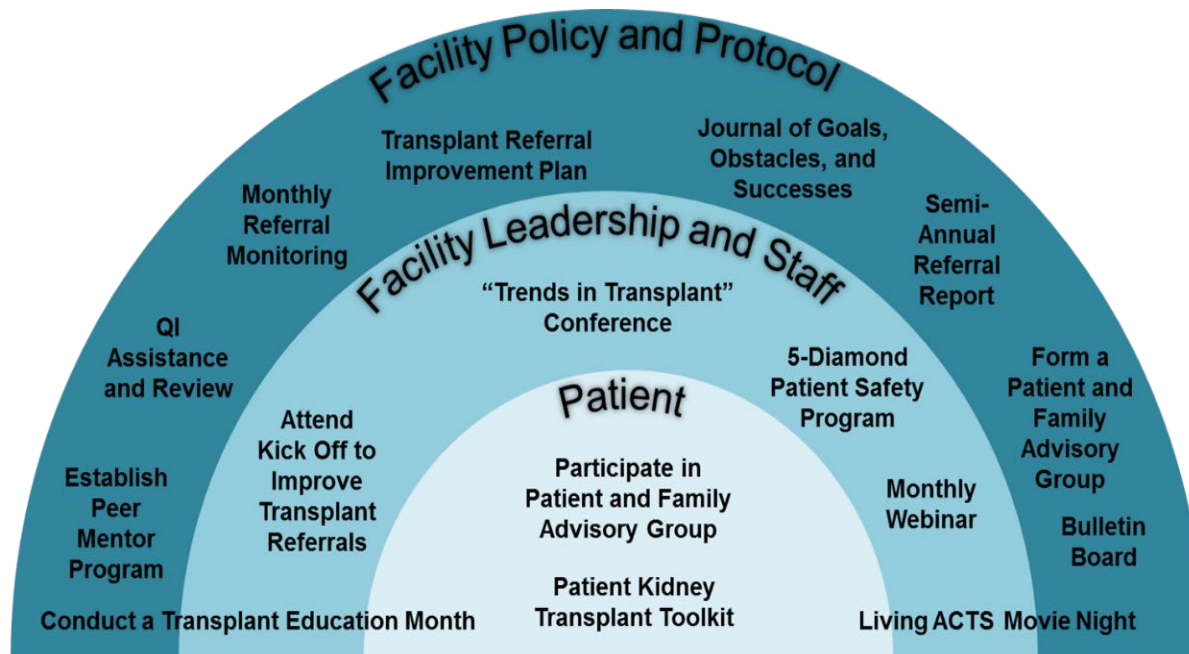 Facility Policy and Protocol
Transplant Referral
Improvement Plan
Journal of Goals,
Obstacles, and
Successes
Monthly
Referral
Monitoring
Semi-
Annual
Referral
Report
QI
Assistance
and Review
Form a
Patient and
Family
Advisory
Group
Establish
Peer
Mentor
Program
Bulletin
Board
Facility Leadership and Staff
“Trends in Transplant”
Conference
5-Diamond
Patient Safety
Program
Attend
Kick Off to
Improve
Transplant
Referrals
Monthly
Webinar
Patient
Participate in
Patient and Family
Advisory Group
Patient Kidney
Transplant Toolkit
Conduct a Transplant Education Month
Living ACTS Movie Night